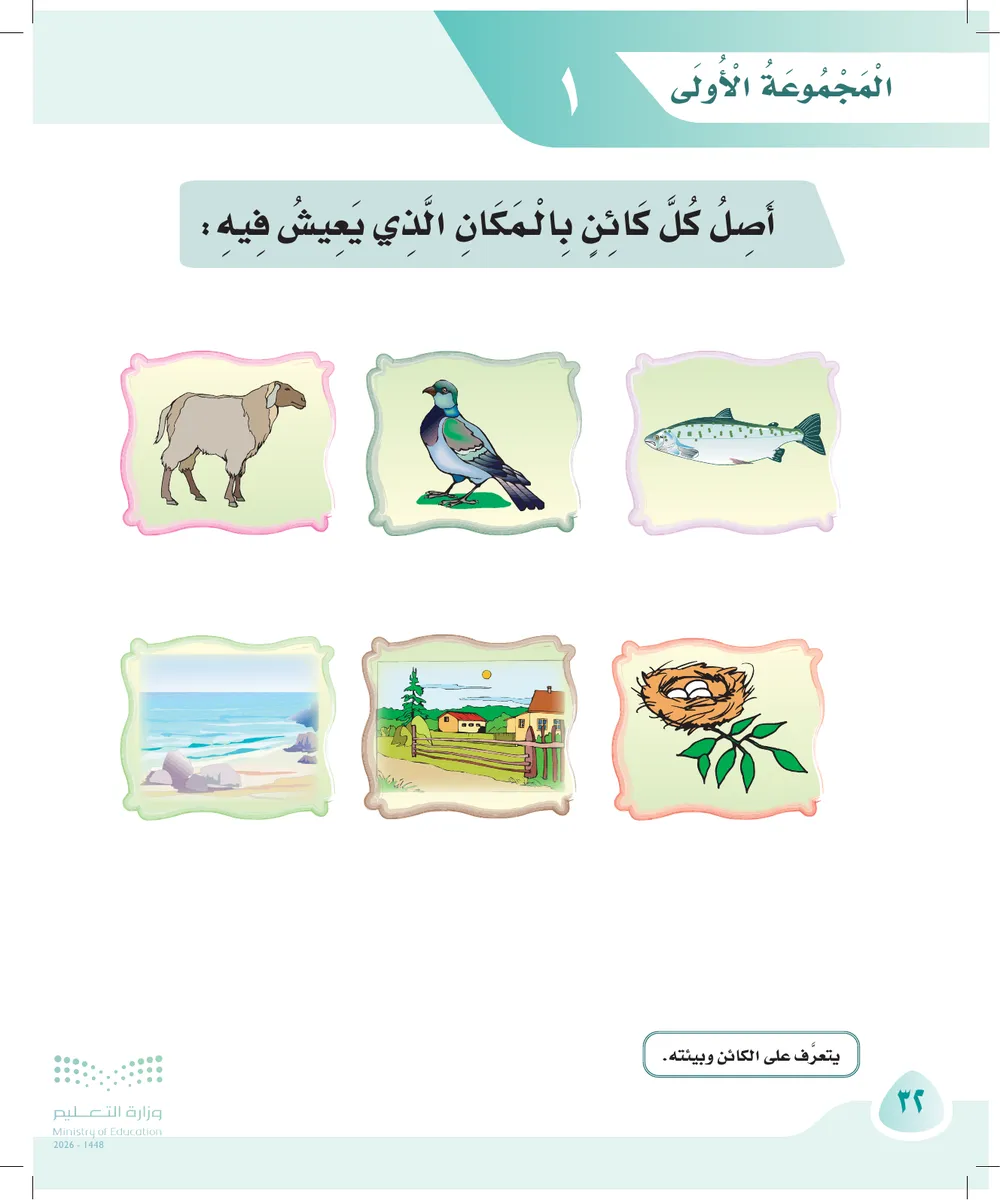 الْمَجْمُوعَةُ الْأُولَى
١
أَصِلُ كُلَّ كَائِنٍ بِالْمَكَانِ الَّذِي يَعِيشُ فِيهِ :
يتعرَّف على الكائن وبيئته.
٣٢
وزارة التعليم
Ministry of Education
2026 - 1448